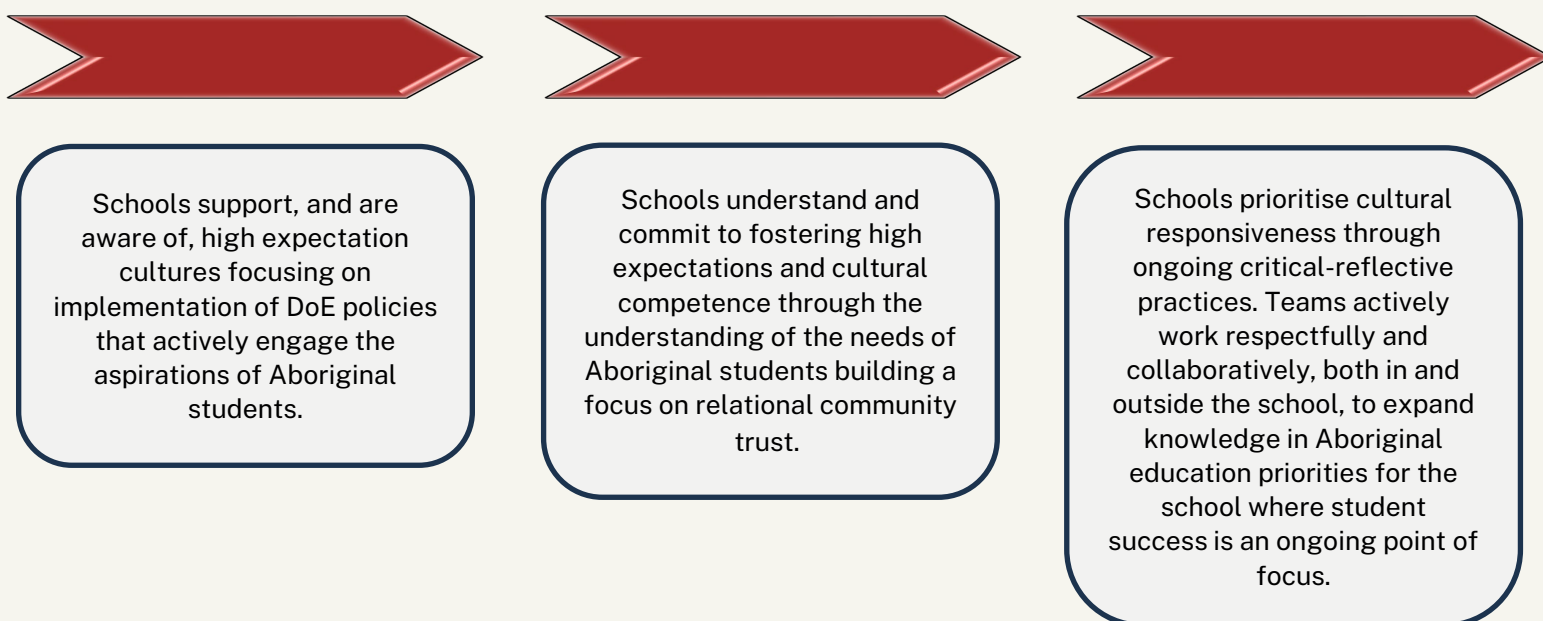 Schools support, and are
aware of, high expectation
cultures focusing on
implementation of DoE policies
that actively engage the
aspirations of Aboriginal
students.
Schools understand and
commit to fostering high
expectations and cultural
competence through the
understanding of the needs of
Aboriginal students building a
focus on relational community
trust.
Schools prioritise cultural
responsiveness through
ongoing critical-reflective
practices. Teams actively
work respectfully and
collaboratively, both in and
outside the school, to expand
knowledge in Aboriginal
education priorities for the
school where student
success is an ongoing point of
focus.